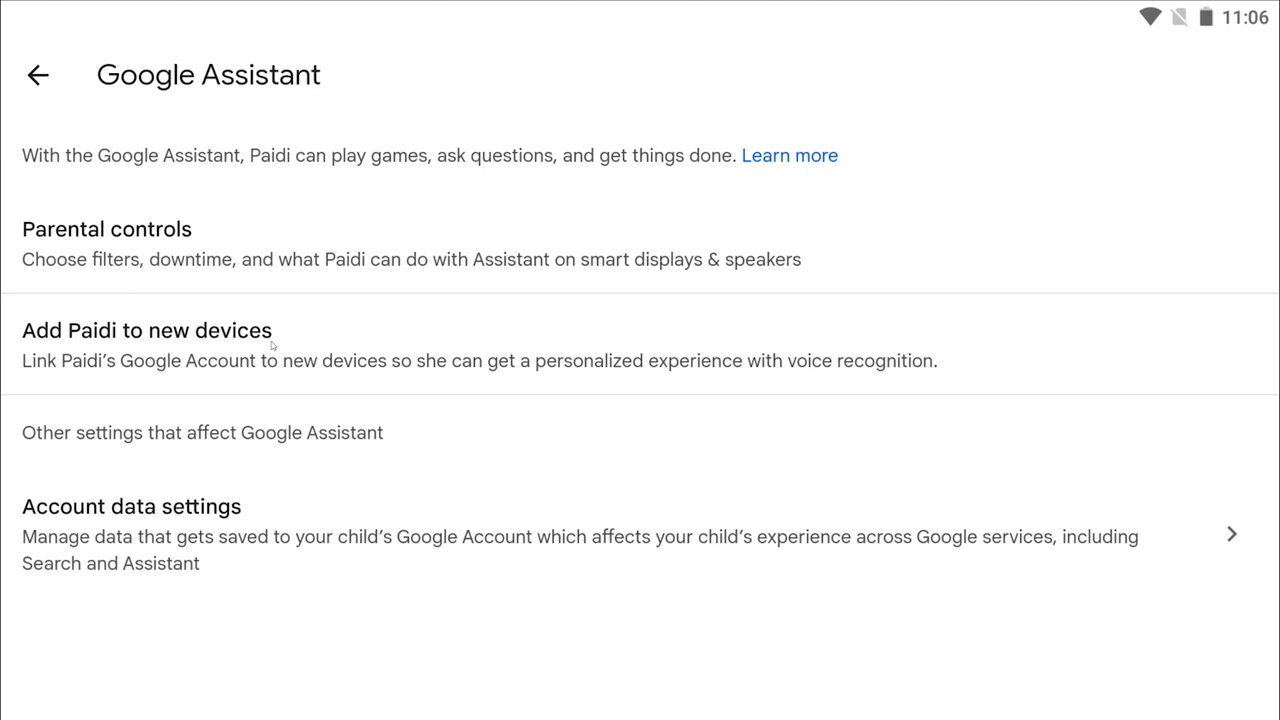 11:06
Google Assistant
With the Google Assistant, Paidi can play games, ask questions, and get things done. Learn more
Parental controls
Choose filters, downtime, and what Paidi can do with Assistant on smart displays & speakers
Add Paidi to new devices
Link Paidi’s Google Account to new devices so she can get a personalized experience with voice recognition.
Other settings that affect Google Assistant
Account data settings
Manage data that gets saved to your child’s Google Account which affects your child’s experience across Google services, including
Search and Assistant